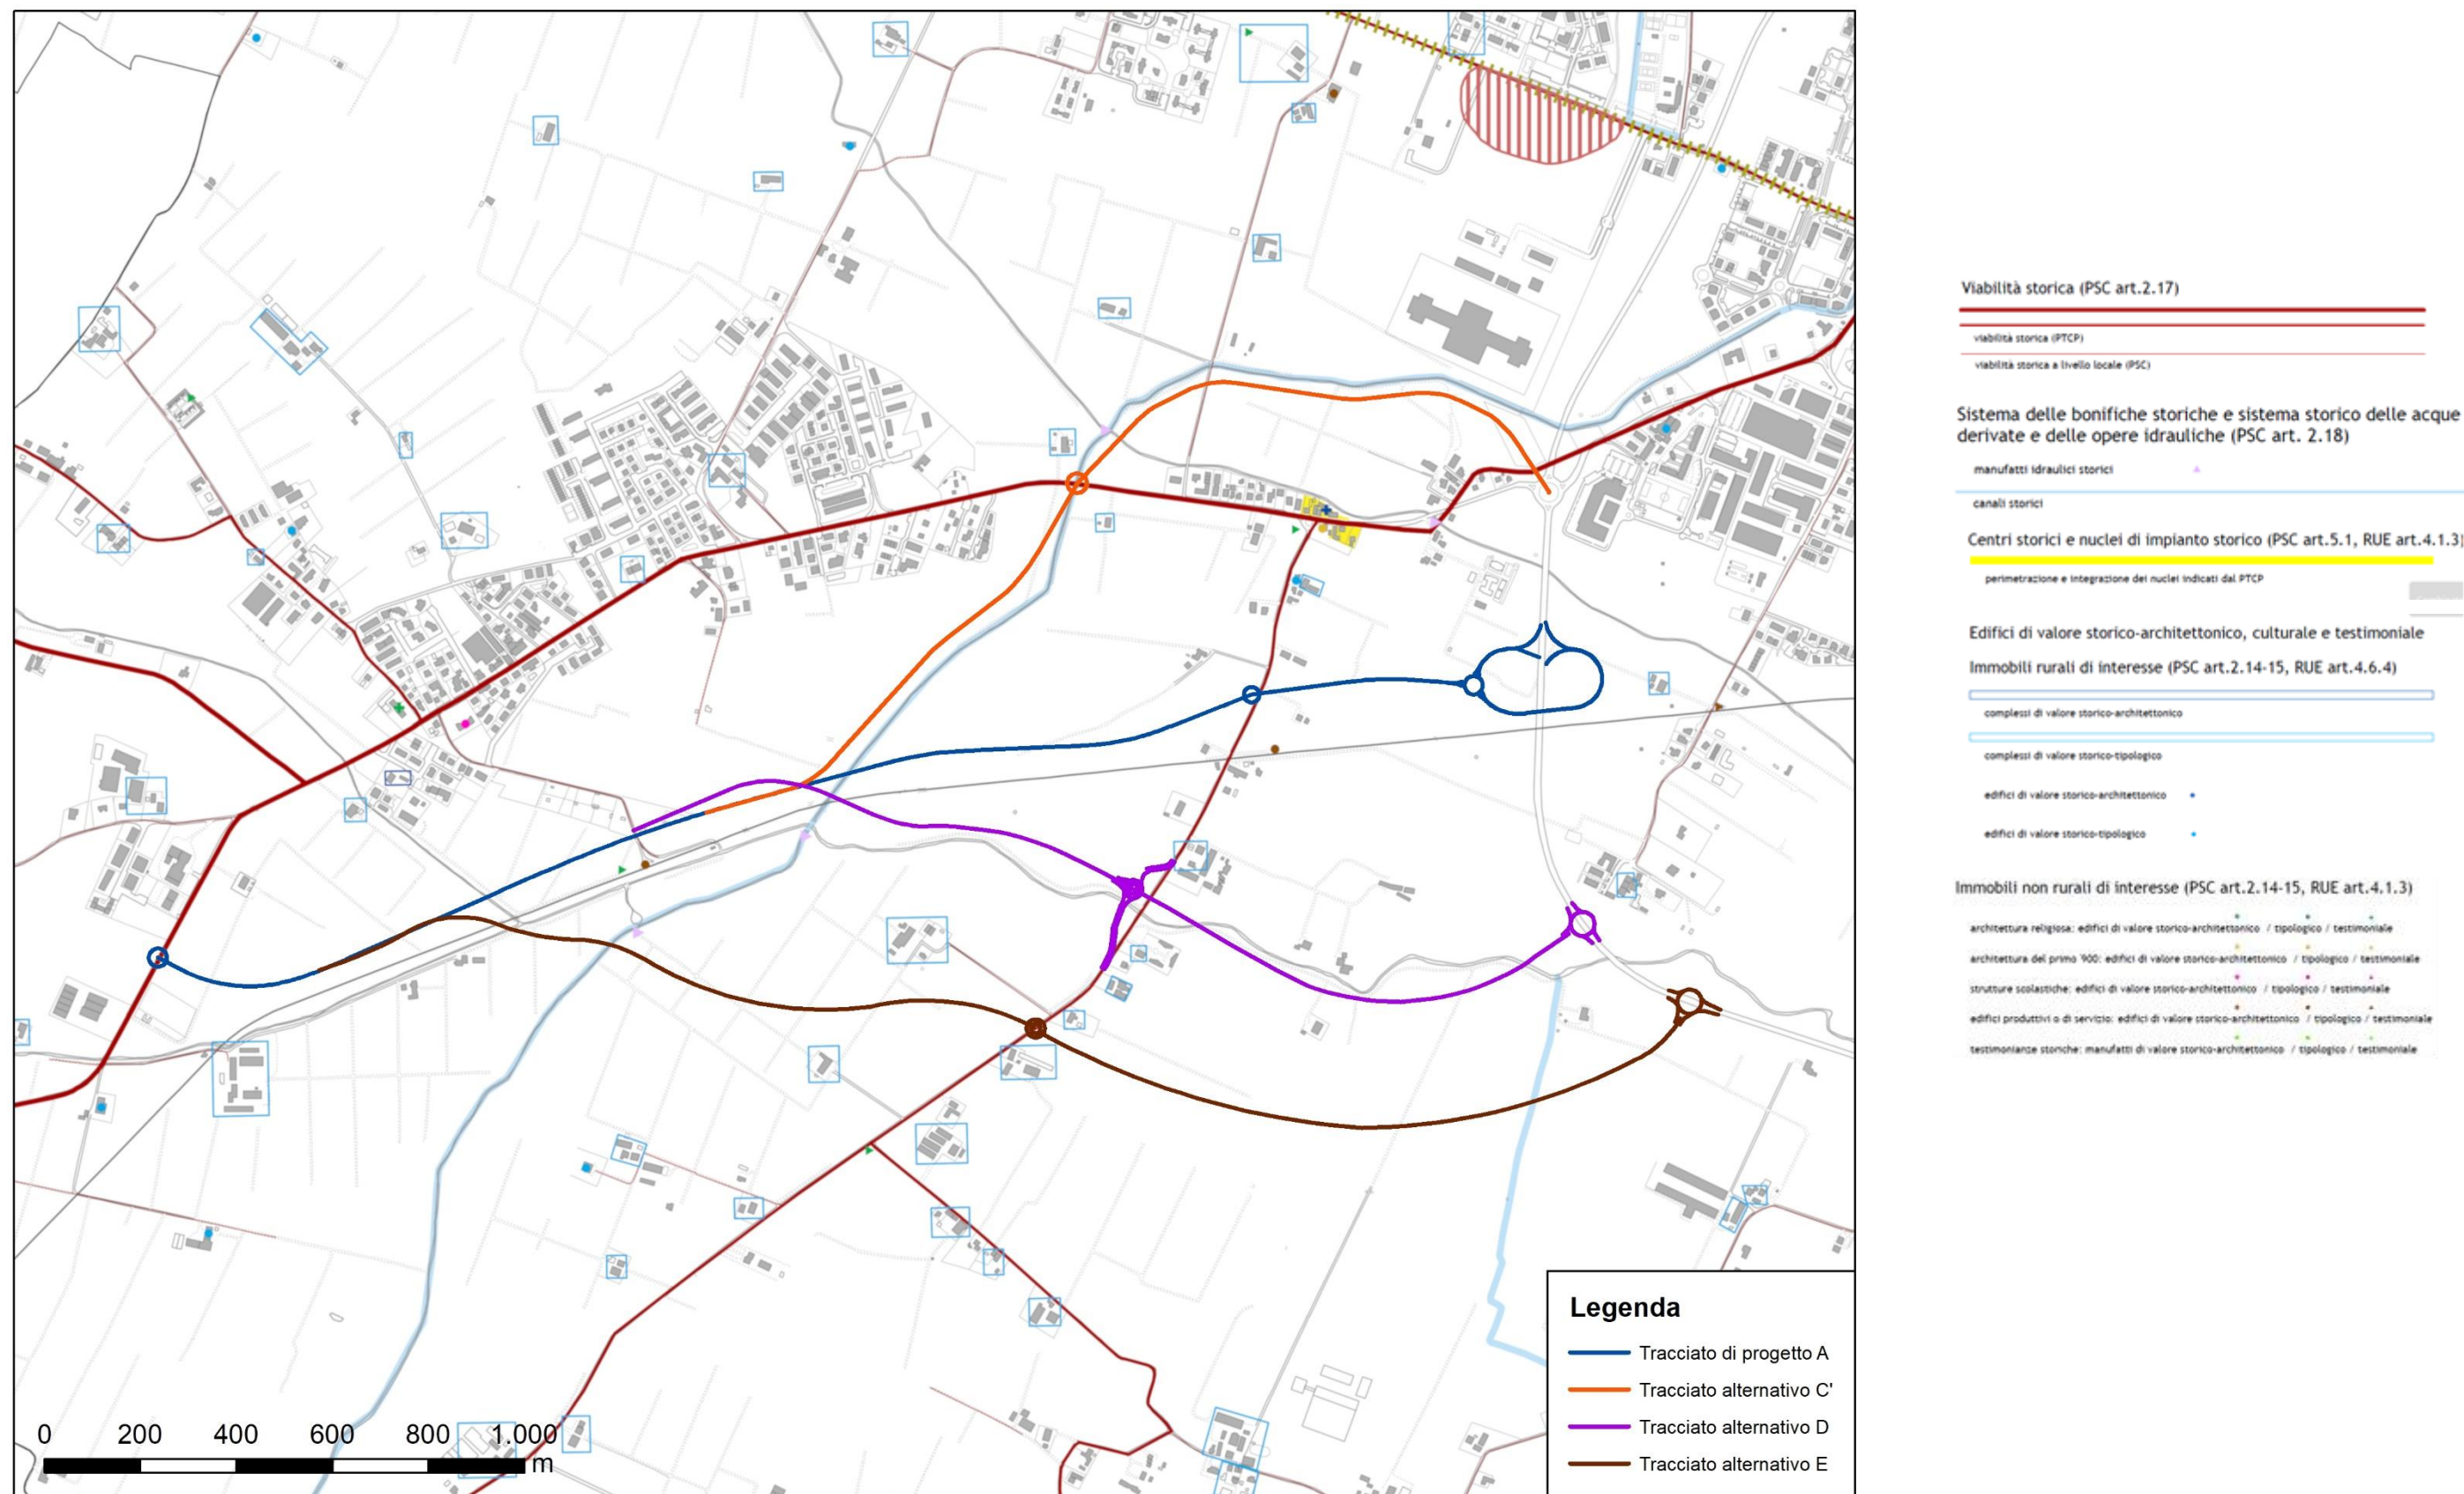 Viabilità storica (PSC art.2.17)
viabilità storica (PTCP)
viabilità storica a livello locale (PSC)
Sistema delle bonifiche storiche e sistema storico delle acque
derivate e delle opere idrauliche (PSC art. 2.18)
manufatti idraulici storici
canali storici
Centri storici e nuclei di impianto storico (PSC art.5.1, RUE art.4.1.3)
perimetrazione e integrazione dei nuclei indicati dal PTCP
Edifici di valore storico-architettonico, culturale e testimoniale
Immobili rurali di interesse (PSC art.2.14-15, RUE art.4.6.4)
complessi di valore storico-architettonico
complessi di valore storico-tipologico
edifici di valore storico-architettonico
edifici di valore storico-tipologico
Immobili non rurali di interesse (PSC art.2.14-15, RUE art.4.1.3)
architettura religiosa: edifici di valore storico-architettonico / tipologico / testimoniale
architettura del primo '900: edifici di valore storico-architettonico / tipologico / testimoniale
strutture scolastiche: edifici di valore storico-architettonico / tipologico / testimoniale
edifici produttivi o di servizio: edifici di valore storico-architettonico / tipologico / testimoniale
testimonianze storiche: manufatti di valore storico-architettonico / tipologico / testimoniale
Legenda
Tracciato di progetto A
Tracciato alternativo C'
Tracciato alternativo D
Tracciato alternativo E
0 200 400 600 800 1.000
m